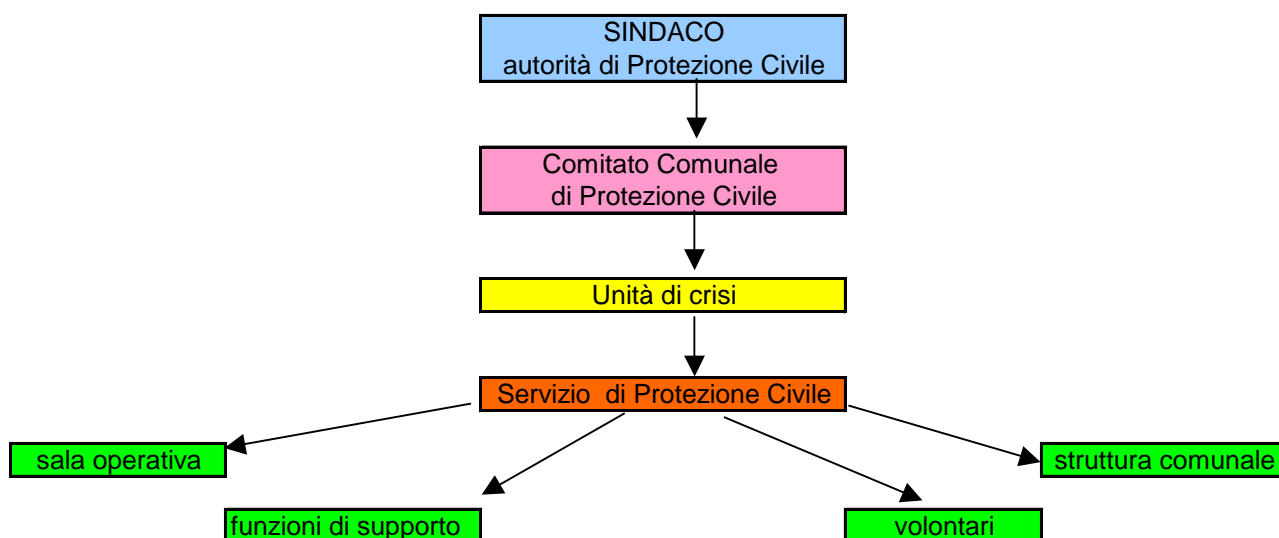 SINDACO
autorità di Protezione Civile
Comitato Comunale
di Protezione Civile
Unità di crisi
Servizio di Protezione Civile
sala operativa
struttura comunale
funzioni di supporto
volontari